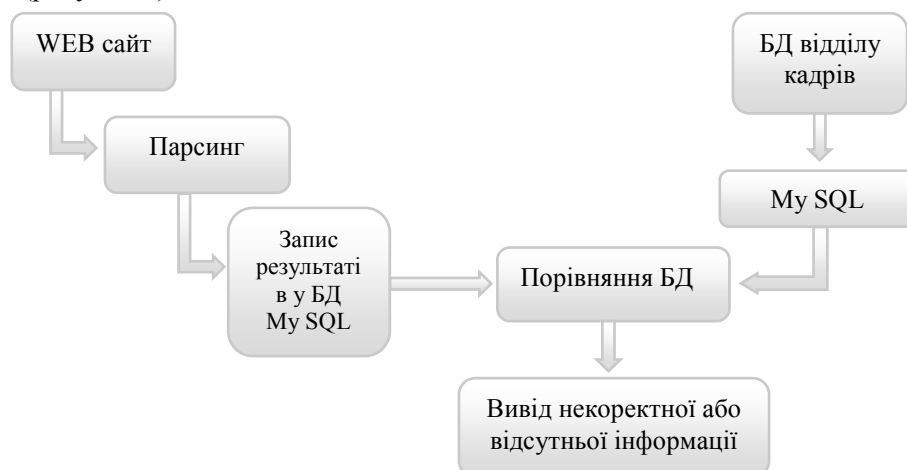 WEB сайт
БД відділу
кадрів
Парсинг
My SQL
Запис
результаті
в у БД
My SQL
Порівняння БД
Вивід некоректної або
відсутньої інформації